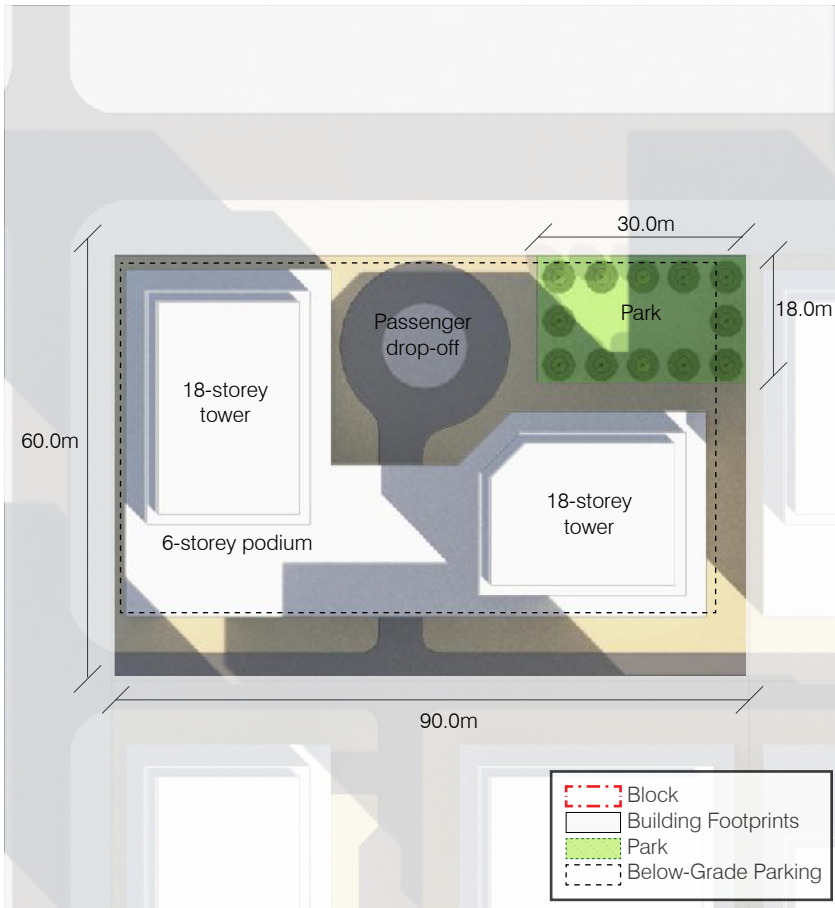 30.0m
Park
18.0m
Passenger
drop-off
18-storey
tower
60.0m
18-storey
tower
6-storey podium
90.0m
Block
Building Footprints
Park
Below-Grade Parking